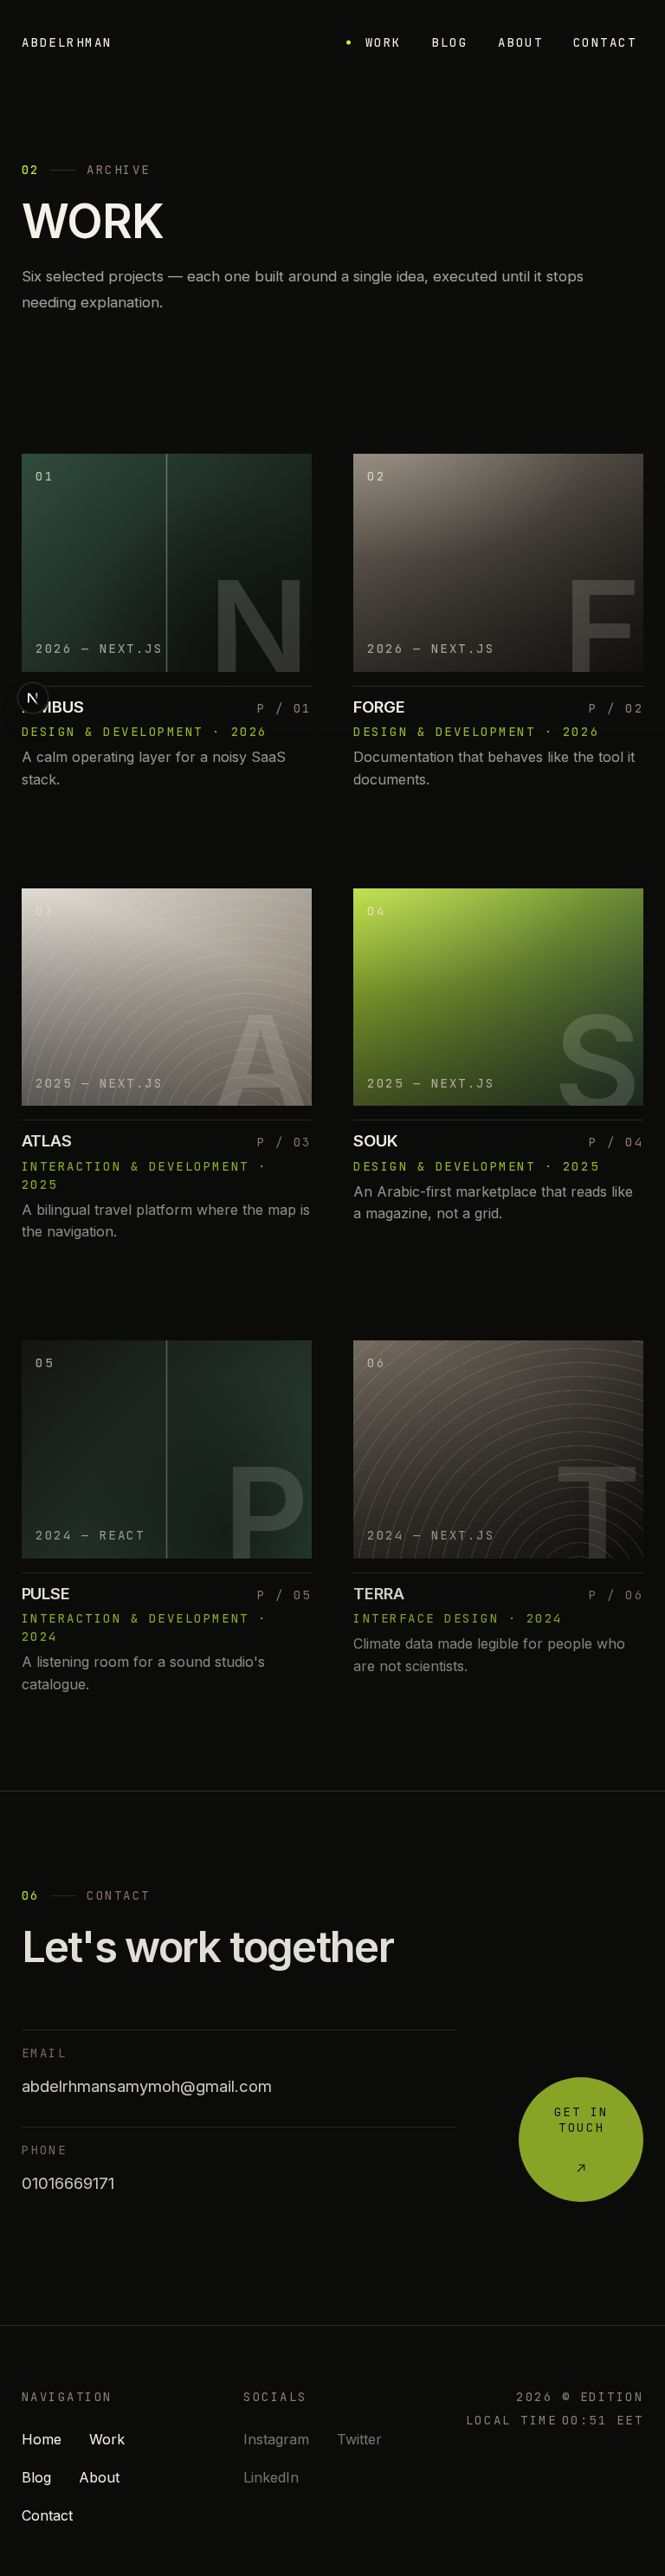 ABDELRHMAN
WORK BLOG ABOUT CONTACT
02 ARCHIVE
WORK
Six selected projects — each one built around a single idea, executed until it stops
needing explanation.
01
N
2026 — NEXT.JS
MBUS P / 01
DESIGN & DEVELOPMENT · 2026
A calm operating layer for a noisy SaaS
stack.
02
F
2026 — NEXT.JS
FORGE P / 02
DESIGN & DEVELOPMENT · 2026
Documentation that behaves like the tool it
documents.
03
A
2025 — NEXT.JS
ATLAS P / 03
INTERACTION & DEVELOPMENT ·
2025
A bilingual travel platform where the map is
the navigation.
04
S
2025 — NEXT.JS
SOUK P / 04
DESIGN & DEVELOPMENT · 2025
An Arabic-first marketplace that reads like
a magazine, not a grid.
05
P
2024 — REACT
PULSE P / 05
INTERACTION & DEVELOPMENT ·
2024
A listening room for a sound studio's
catalogue.
06
T
2024 — NEXT.JS
TERRA P / 06
INTERFACE DESIGN · 2024
Climate data made legible for people who
are not scientists.
06 CONTACT
Let's work together
EMAIL
abdelrhmansamymoh@gmail.com
PHONE
01016669171
GET IN
TOUCH
↗
NAVIGATION
Home Work
Blog About
Contact
SOCIALS
Instagram Twitter
LinkedIn
2026 © EDITION
LOCAL TIME 00:51 EET